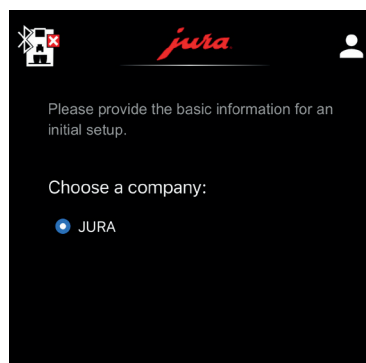 jura
Please provide the basic information for an
initial setup.
Choose a company:
JURA